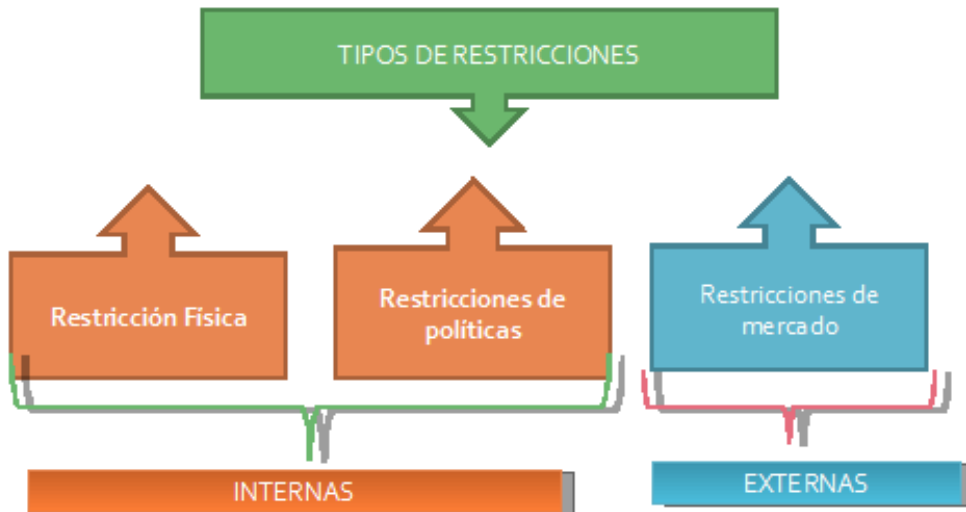 TIPOS DE RESTRICCIONES
Restricción Física
Restricciones de
políticas
Restricciones de
mercado
INTERNAS
EXTERNAS